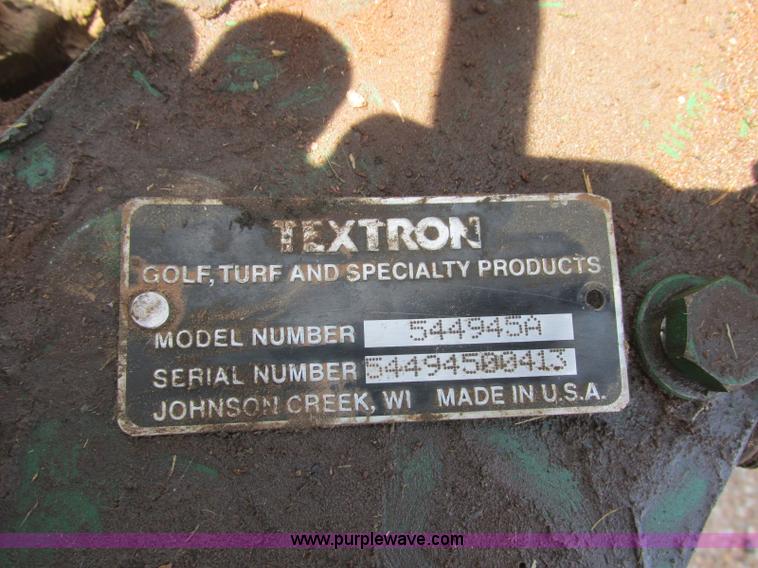 TEXTRON
GOLF, TURF AND SPECIALTY PRODUCTS
MODEL NUMBER 544945A
SERIAL NUMBER 54494500413
JOHNSON CREEK, WI MADE IN U.S.A.
www.purplewave.com